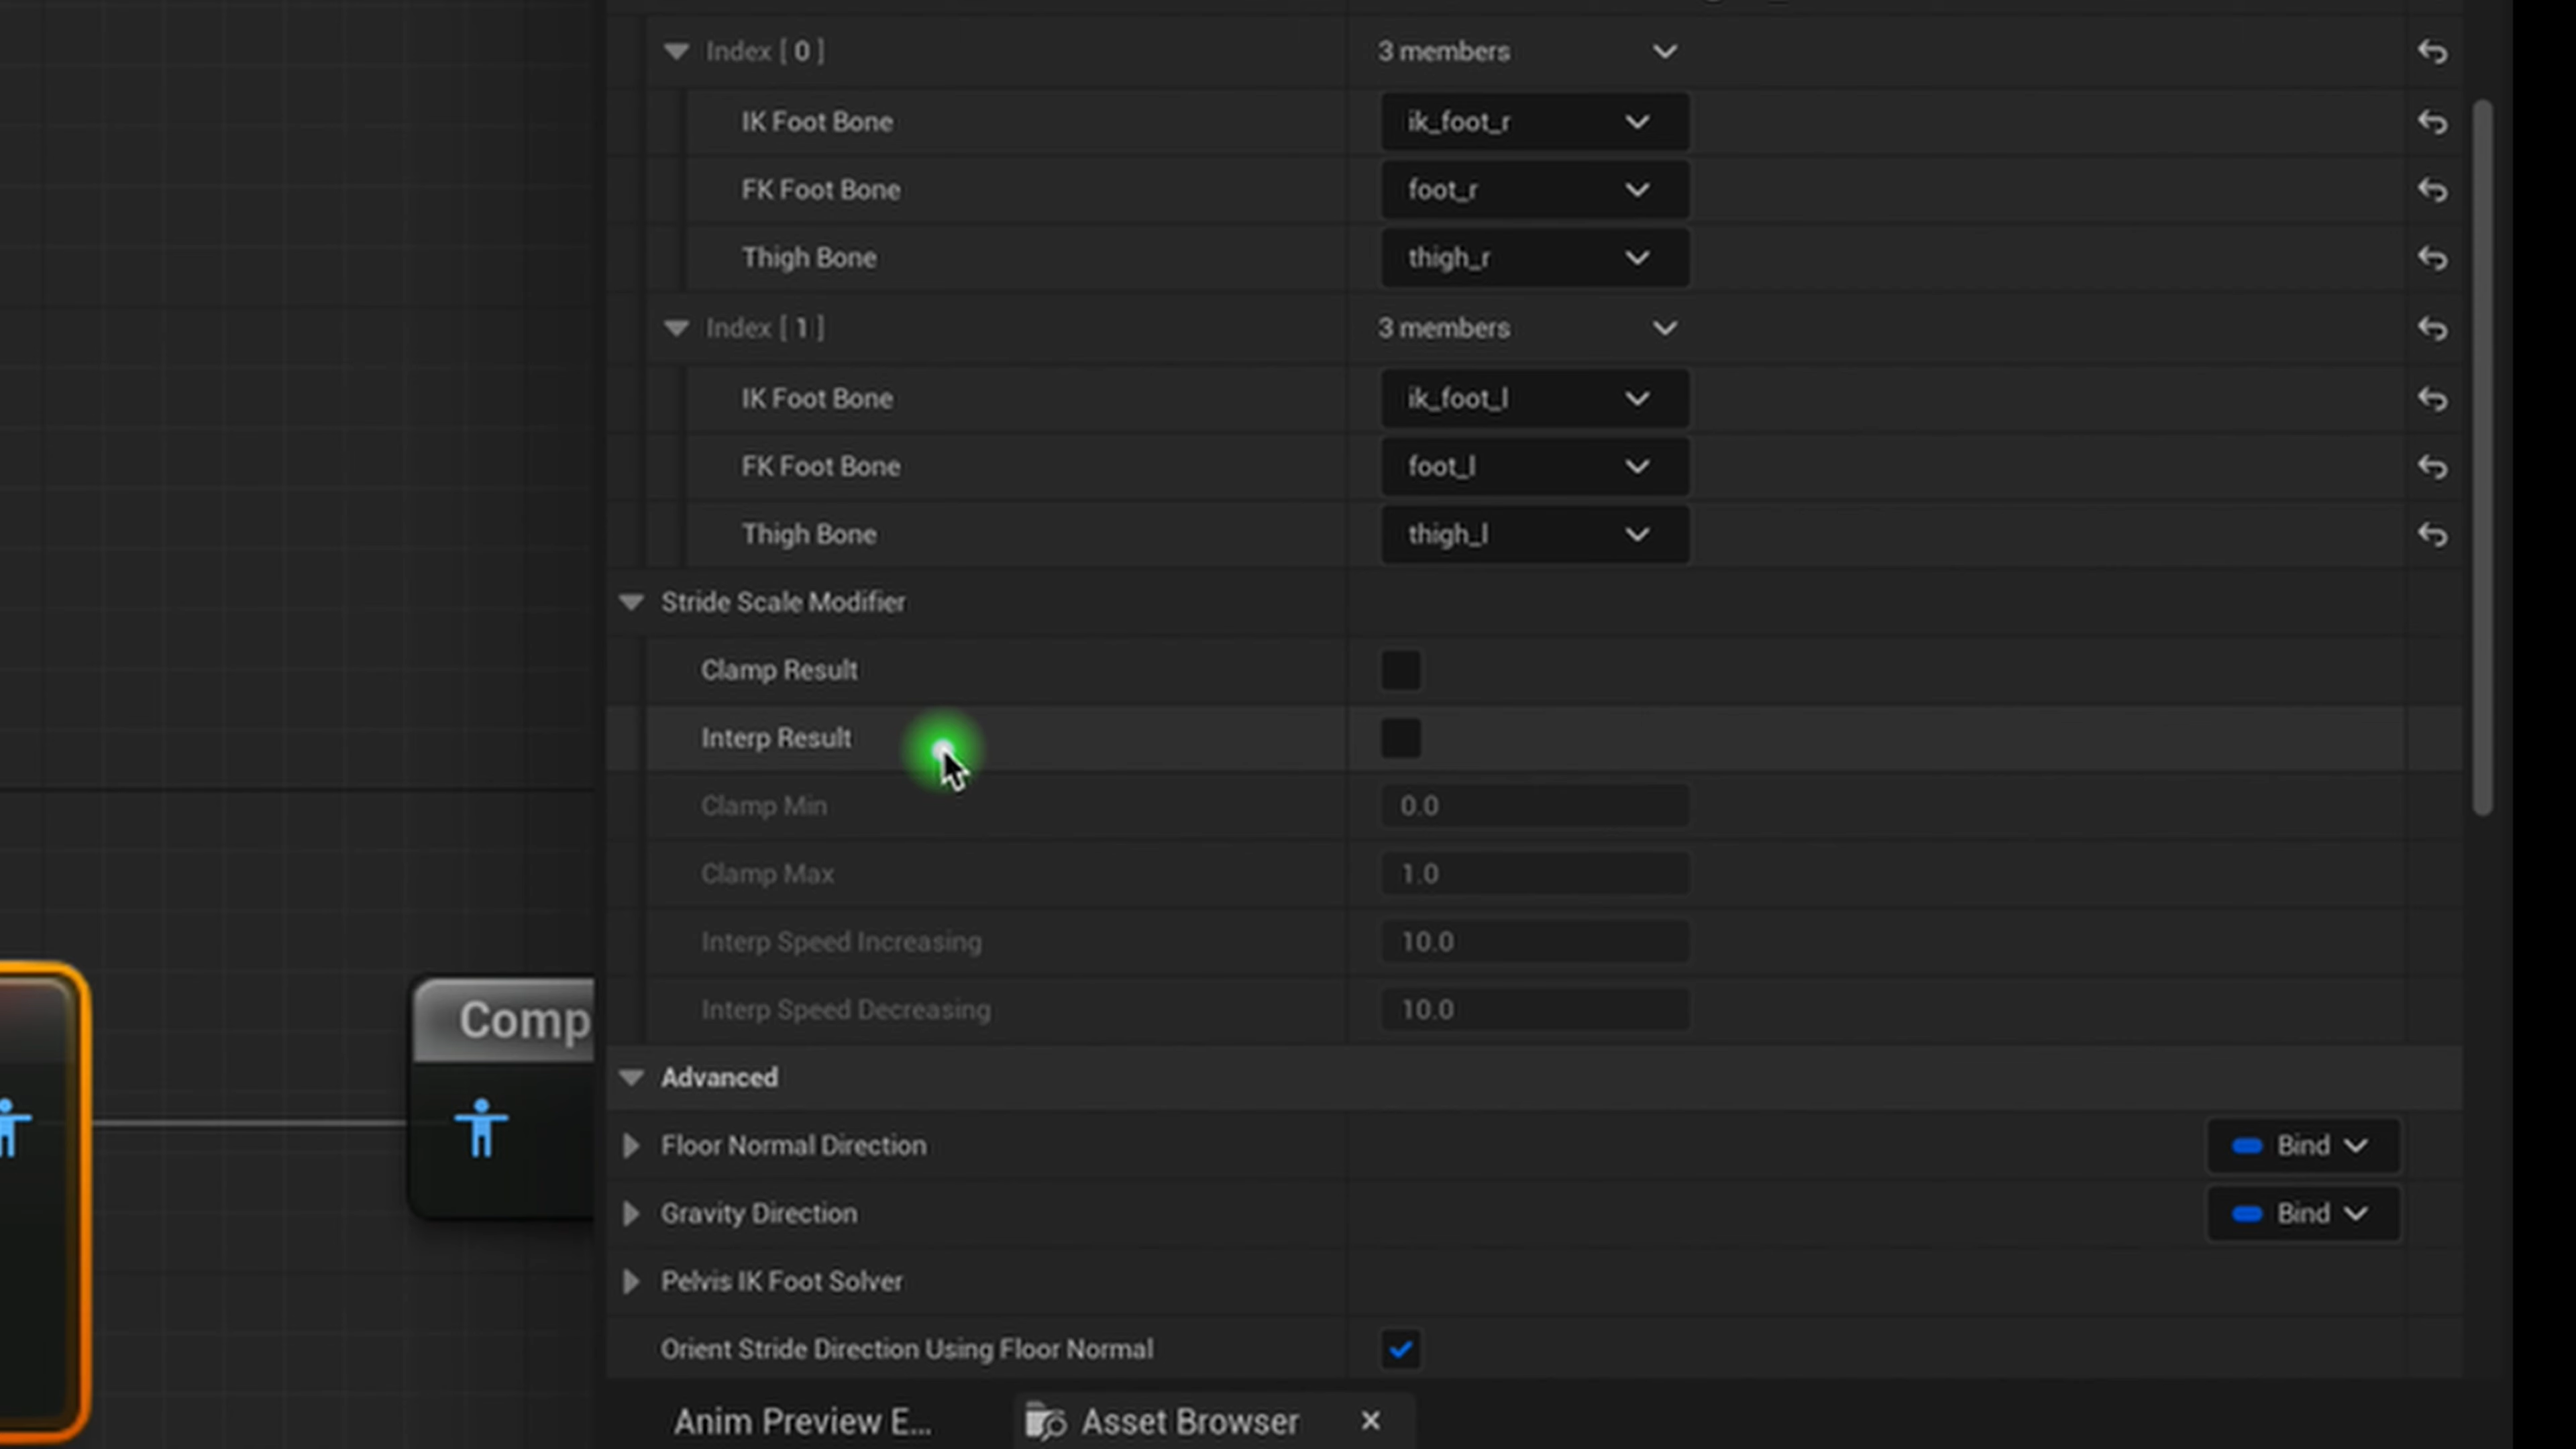 Index [ 0 ] 3 members
IK Foot Bone ik_foot_r
FK Foot Bone foot_r
Thigh Bone thigh_r
Index [ 1 ] 3 members
IK Foot Bone ik_foot_l
FK Foot Bone foot_l
Thigh Bone thigh_l
Stride Scale Modifier
Clamp Result
Interp Result
Clamp Min 0.0
Clamp Max 1.0
Interp Speed Increasing 10.0
Interp Speed Decreasing 10.0
Comp
Advanced
Floor Normal Direction Bind
Gravity Direction Bind
Pelvis IK Foot Solver
Orient Stride Direction Using Floor Normal
Anim Preview E... Asset Browser